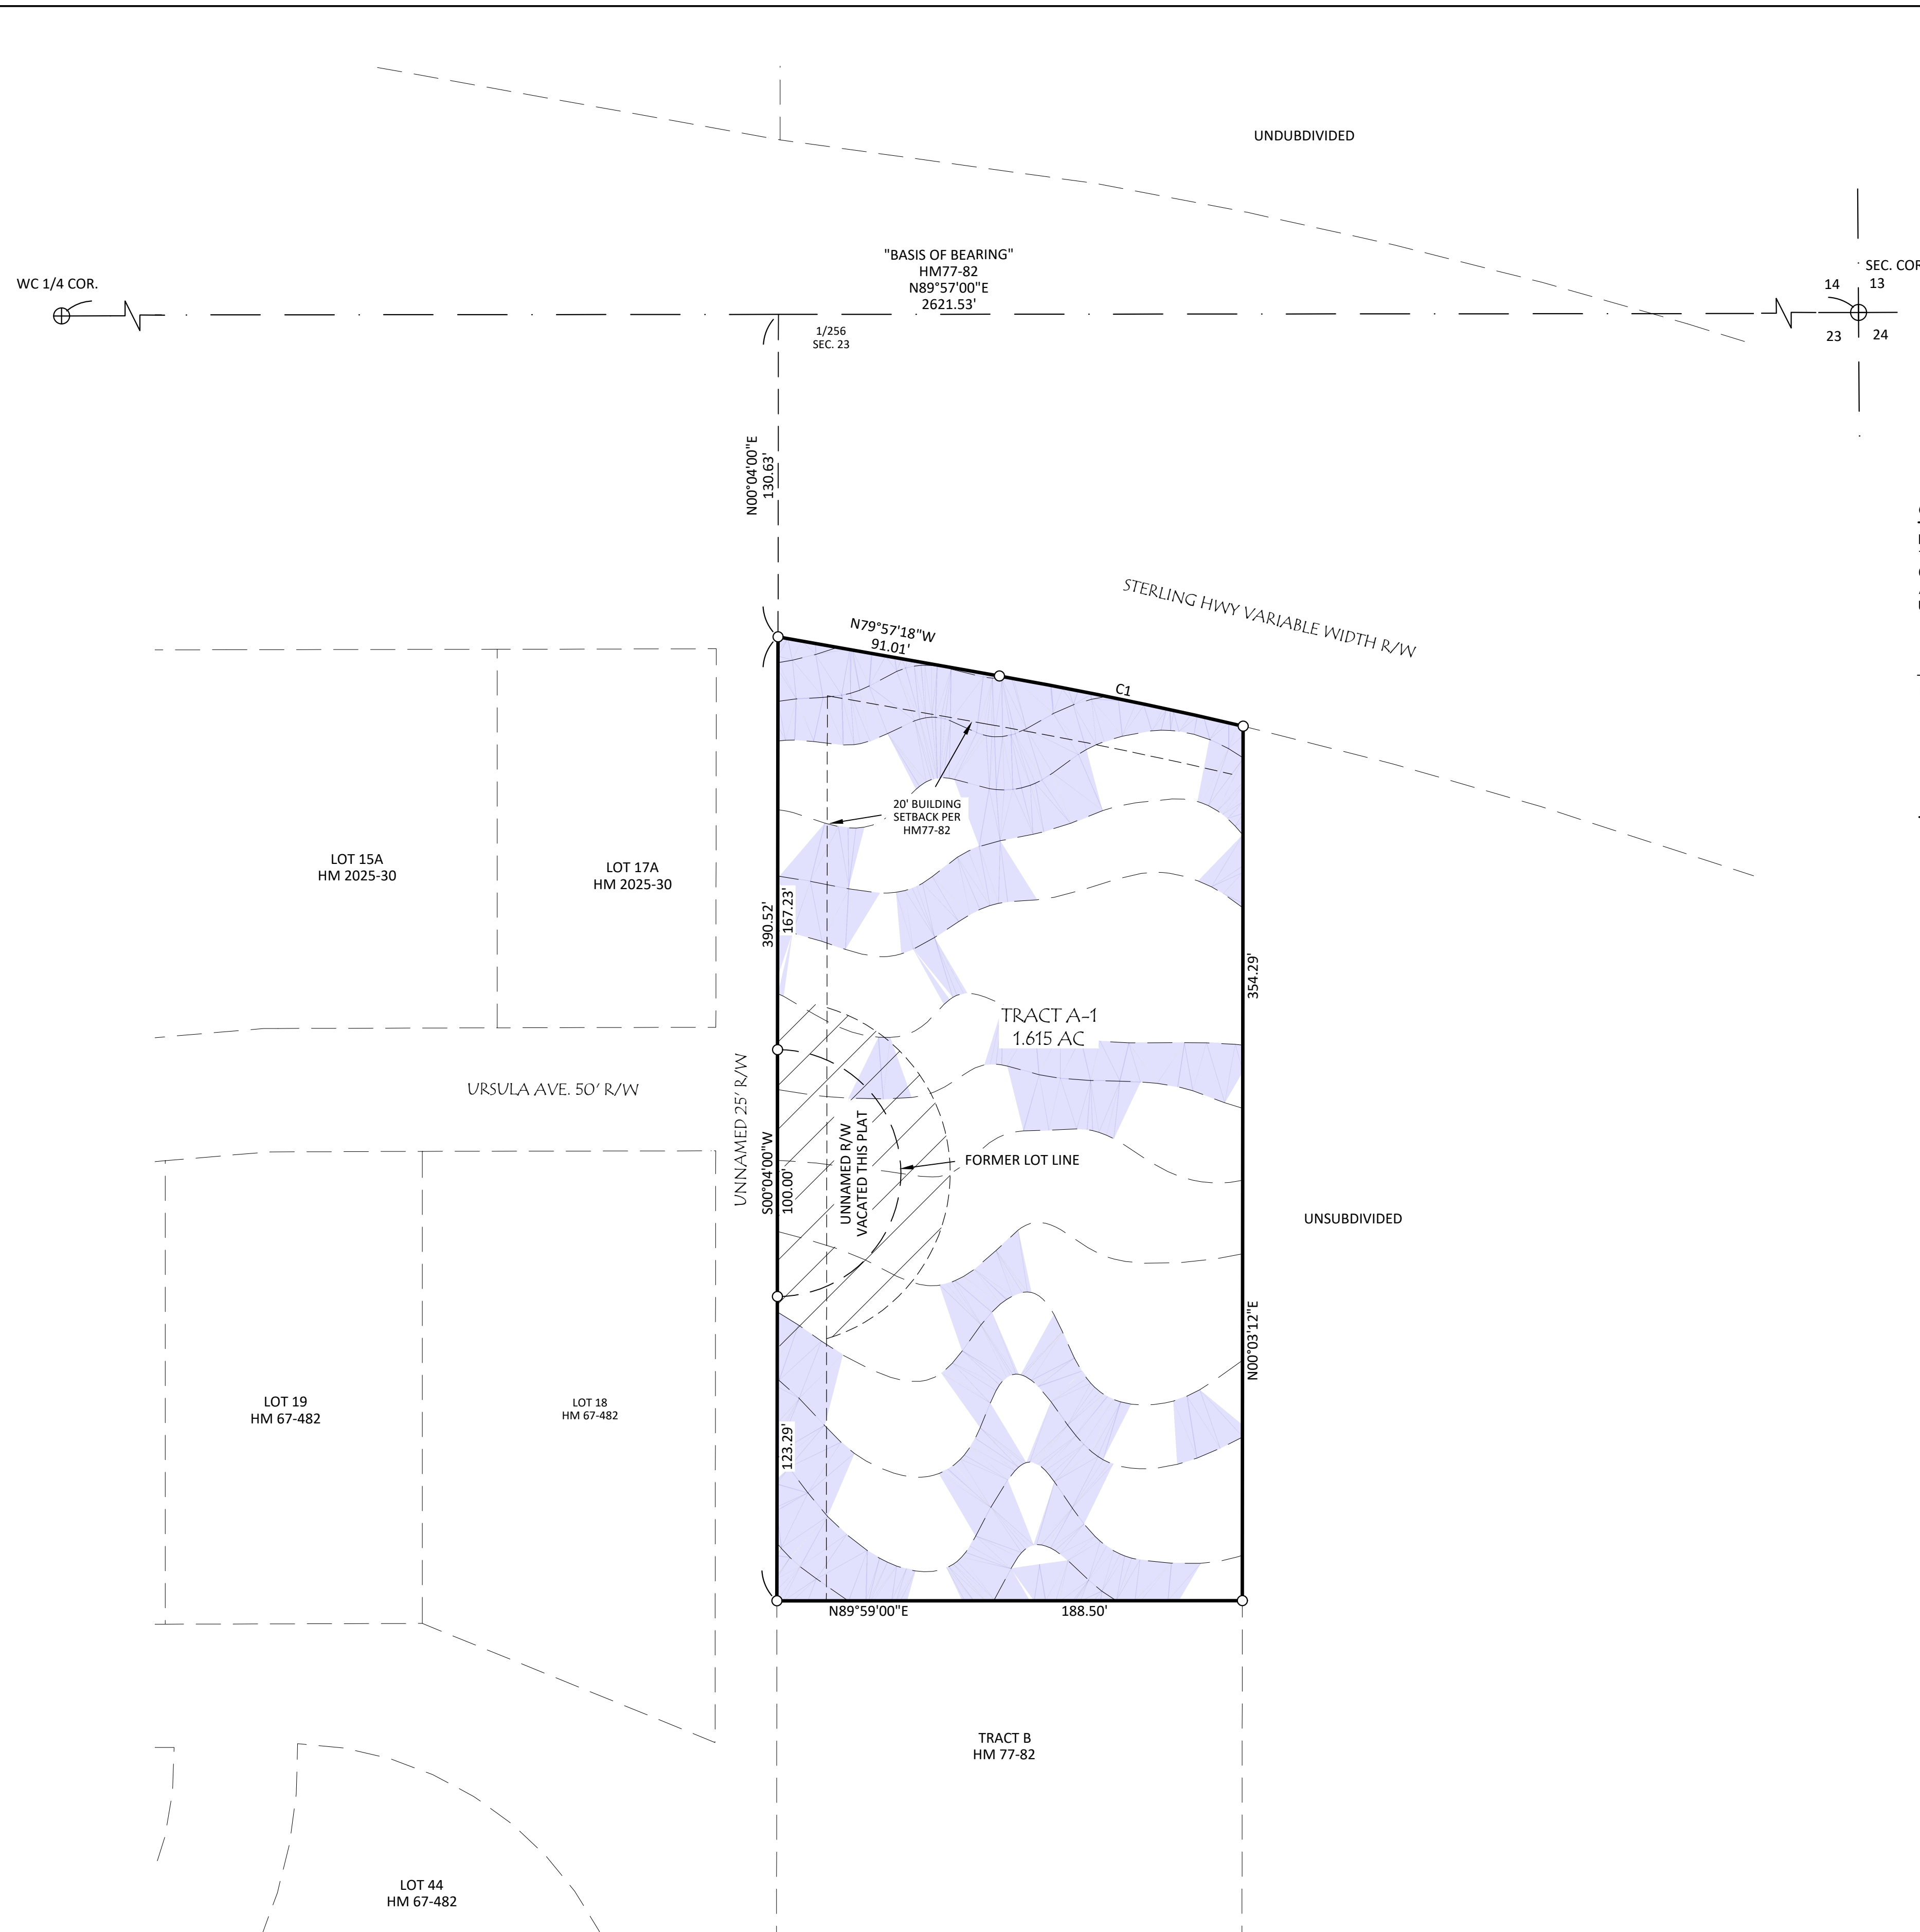 UNDUBDIVIDED
"BASIS OF BEARING"
HM77-82
N89°57'00"E
2621.53'
WC 1/4 COR.
SEC. COR
14
13
23
24
1/256
SEC. 23
N00°04'00"E
130.63'
STERLING HWY VARIABLE WIDTH R/W
N79°57'18"W
91.01'
C1
20' BUILDING
SETBACK PER
HM77-82
LOT 15A
HM 2025-30
LOT 17A
HM 2025-30
390.52'
167.23'
354.29'
TRACT A-1
1.615 AC
URSULA AVE. 50' R/W
UNNAMED 25' R/W
S00°04'00"W
100.00'
UNNAMED R/W
VACATED THIS PLAT
FORMER LOT LINE
UNSUBDIVIDED
N00°03'12"E
LOT 19
HM 67-482
LOT 18
HM 67-482
123.29'
N89°59'00"E
188.50'
TRACT B
HM 77-82
LOT 44
HM 67-482